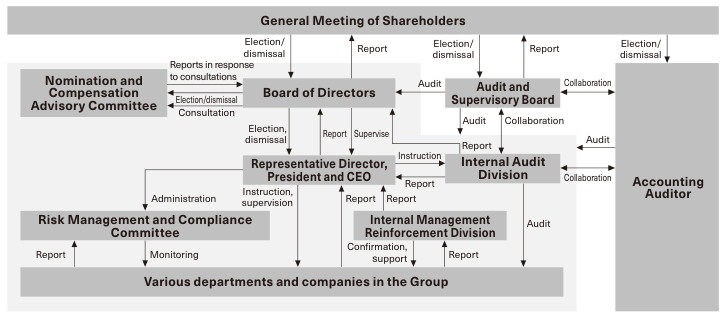 General Meeting of Shareholders
Election/
dismissal
Report
Election/
dismissal
Report
Election/
dismissal
Reports in response
to consultations
Nomination and
Compensation
Advisory Committee
Election/dismissal
Consultation
Board of Directors
Audit
Audit and
Supervisory Board
Collaboration
Election,
dismissal
Report
Supervise
Audit
Collaboration
Report
Audit
Representative Director,
President and CEO
Instruction
Report
Internal Audit
Division
Collaboration
Accounting
Auditor
Administration
Instruction,
supervision
Report
Report
Risk Management and Compliance
Committee
Internal Management
Reinforcement Division
Audit
Report
Monitoring
Confirmation,
support
Report
Various departments and companies in the Group